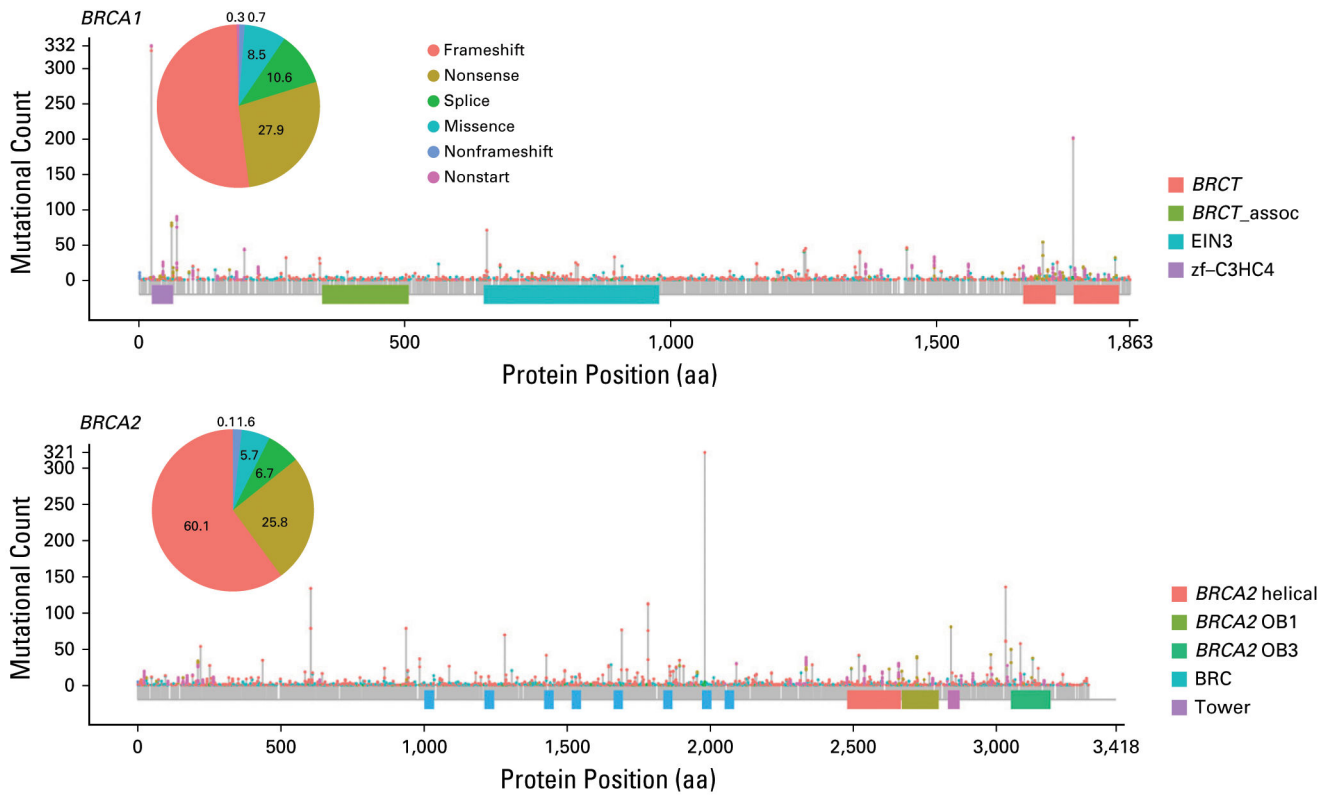 BRCA1
0.3 0.7
8.5
10.6
27.9
Frameshift
Nonsense
Splice
Missence
Nonframeshift
Nonstart
Mutational Count
332
300
250
200
150
100
50
0
BRCT
BRCT_assoc
EIN3
zf–C3HC4
0
500
1,000
1,500
1,863
Protein Position (aa)
BRCA2
0.11.6
5.7
6.7
25.8
60.1
Mutational Count
321
300
250
200
150
100
50
0
BRCA2 helical
BRCA2 OB1
BRCA2 OB3
BRC
Tower
0
500
1,000
1,500
2,000
2,500
3,000
3,418
Protein Position (aa)